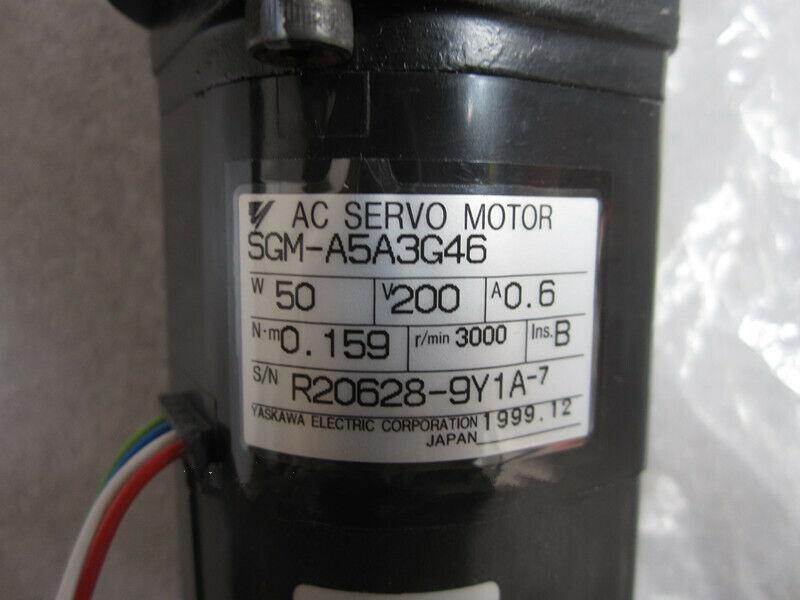 AC SERVO MOTOR
SGM-A5A3G46
W 50 V 200 A 0.6
N·m 0.159 r/min 3000 Ins. B
S/N R20628-9Y1A-7
YASKAWA ELECTRIC CORPORATION 1999.12
JAPAN